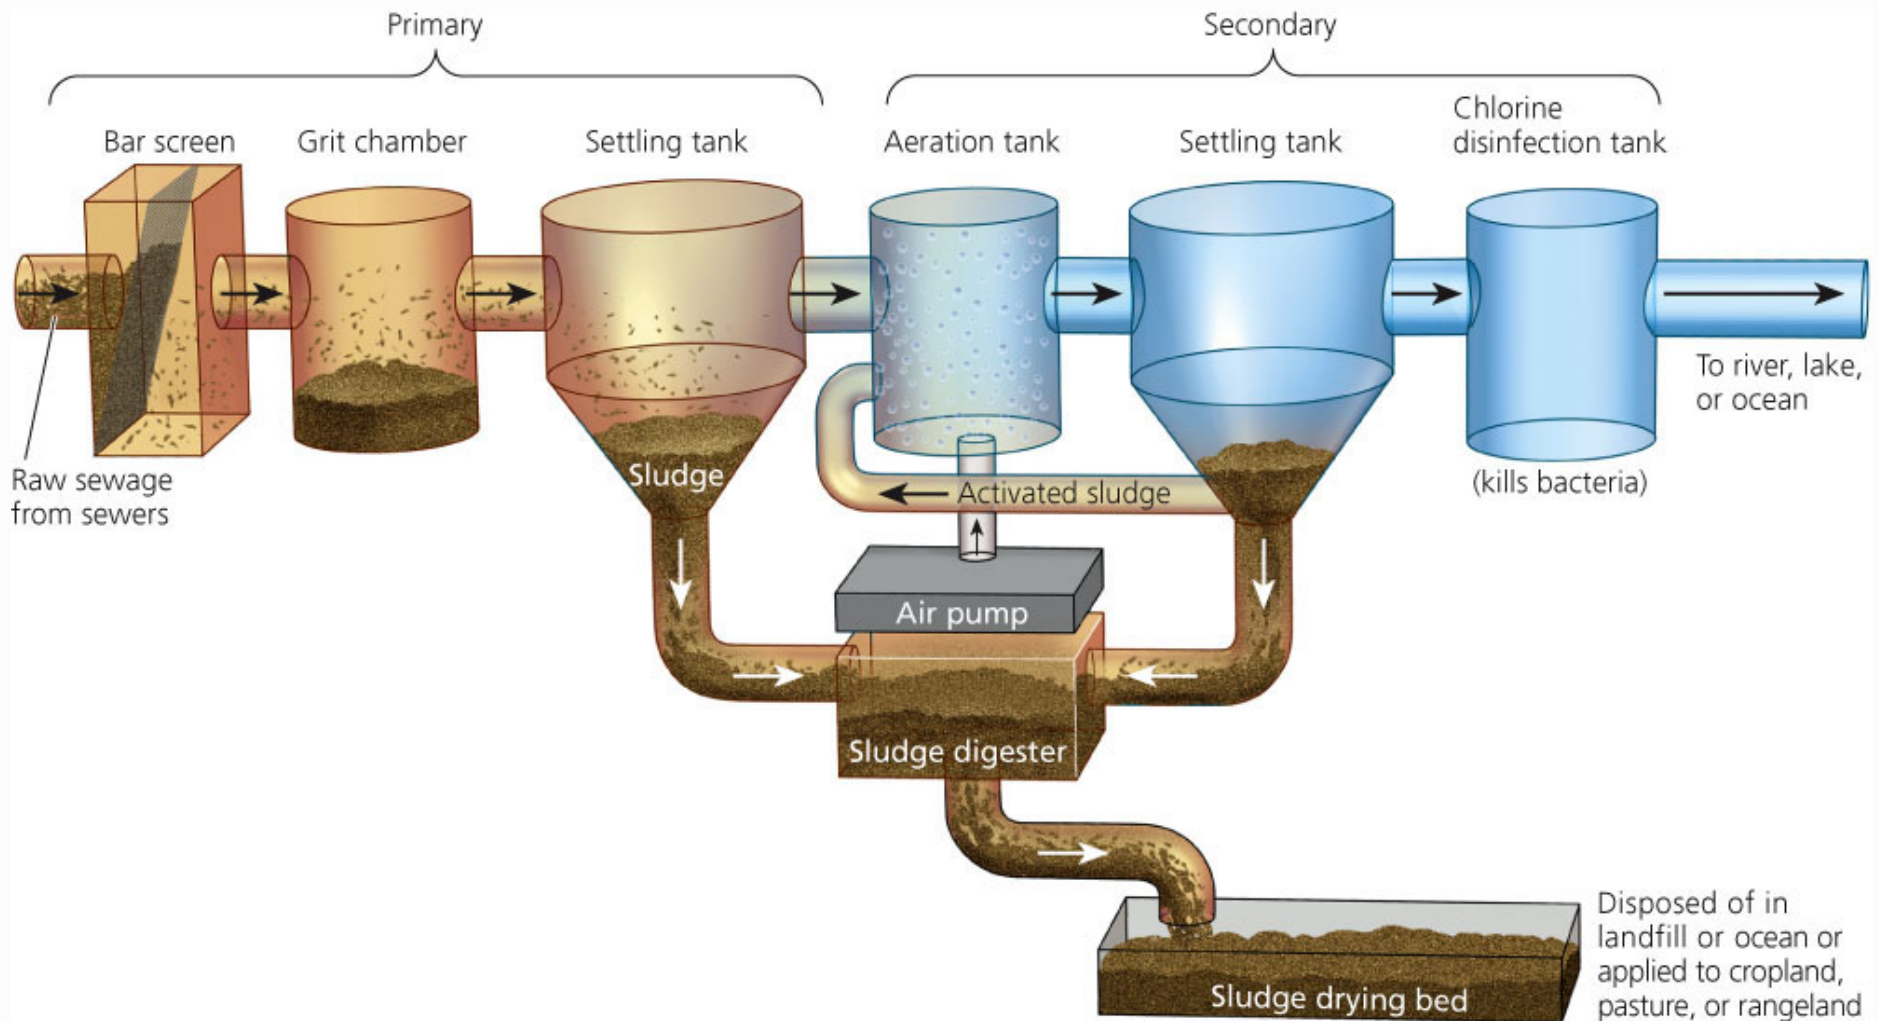 Primary
Secondary
Bar screen
Grit chamber
Settling tank
Aeration tank
Settling tank
Chlorine
disinfection tank
Raw sewage
from sewers
Sludge
Activated sludge
Air pump
Sludge digester
(kills bacteria)
To river, lake,
or ocean
Sludge drying bed
Disposed of in
landfill or ocean or
applied to cropland,
pasture, or rangeland